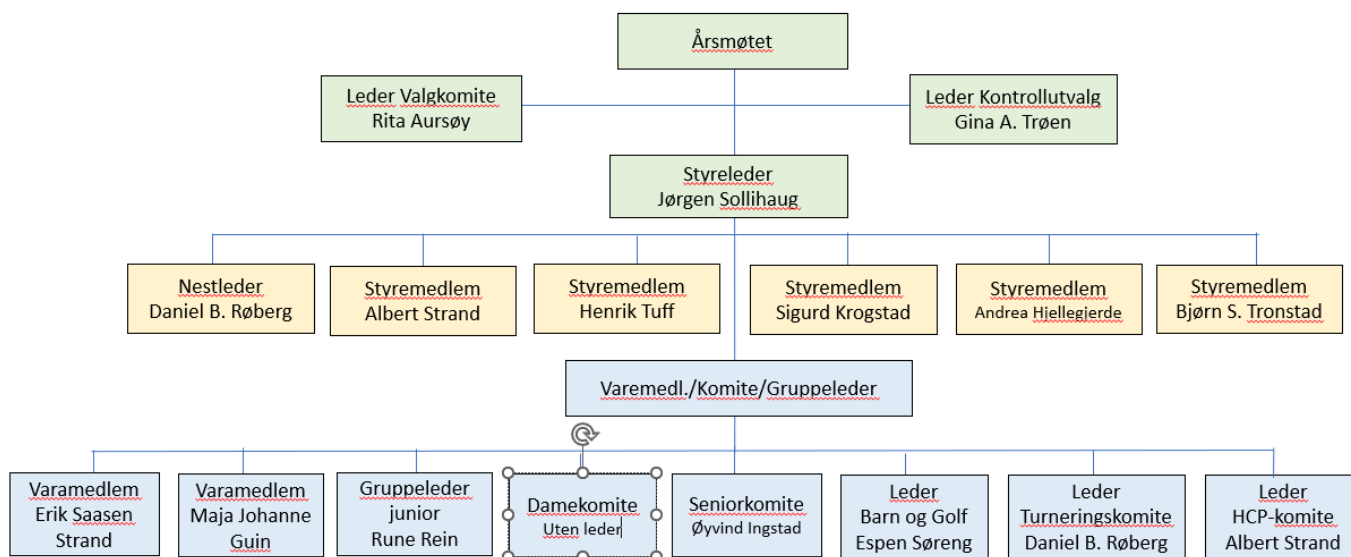 Årsmøtet
Leder Valgkomite
Rita Aursøy
Leder Kontrollutvalg
Gina A. Trøen
Styreleder
Jørgen Sollihaug
Nestleder
Daniel B. Røberg
Styremedlem
Albert Strand
Styremedlem
Henrik Tuff
Styremedlem
Sigurd Krogstad
Styremedlem
Andrea Hjellegjerde
Styremedlem
Bjørn S. Tronstad
Varemedl./Komite/Gruppeleder
Varamedlem
Erik Saasen
Strand
Varamedlem
Maja Johanne
Guin
Gruppeleder
junior
Rune Rein
Damekomite
Uten leder
Seniorkomite
Øyvind Ingstad
Leder
Barn og Golf
Espen Søreng
Leder
Turneringskomite
Daniel B. Røberg
Leder
HCP-komite
Albert Strand